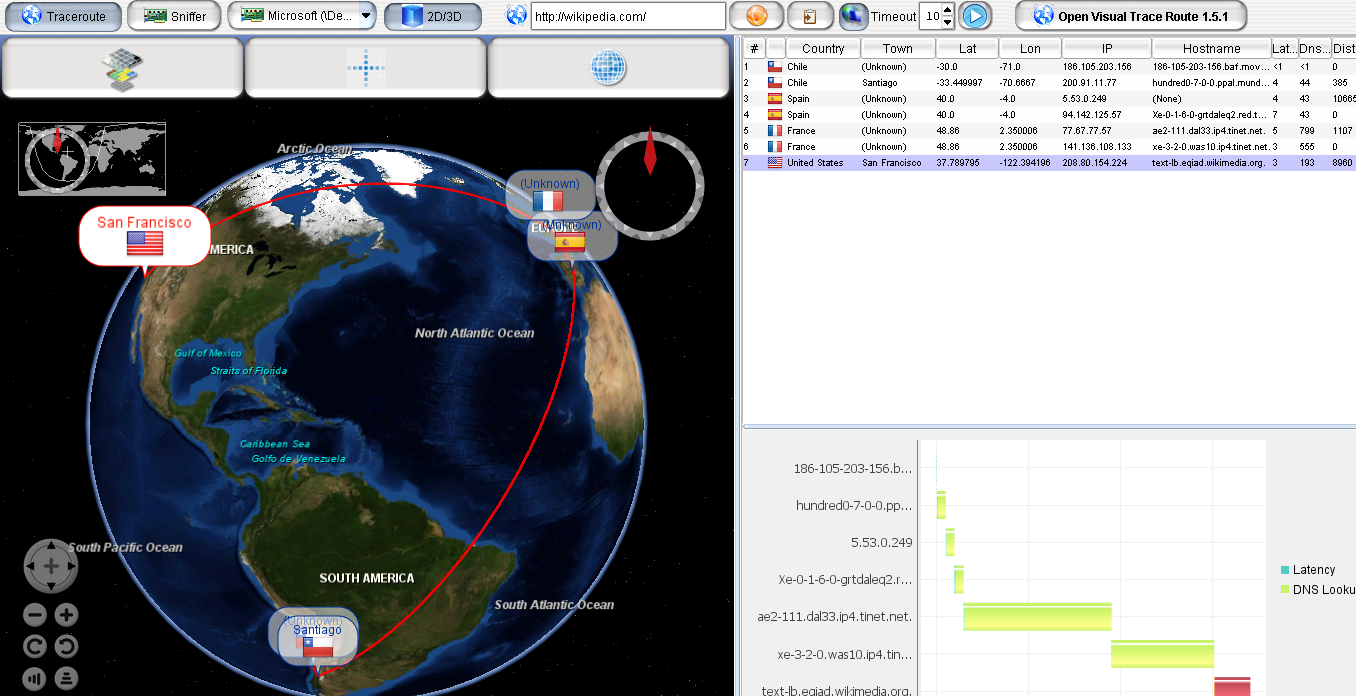 Traceroute Sniffer Microsoft (\De... 2D/3D http://wikipedia.com/ Timeout 10 Open Visual Trace Route 1.5.1
# Country Town Lat Lon IP Hostname Lat... Dns... Dist
1 Chile (Unknown) -30.0 -71.0 186.105.203.156 186-105-203-156.baf.mov... <1 <1 0
2 Chile Santiago -33.449997 -70.6667 200.91.11.77 hundred0-7-0-0.ppal.mund... 4 44 385
3 Spain (Unknown) 40.0 -4.0 5.53.0.249 (None) 4 43 10665
4 Spain (Unknown) 40.0 -4.0 94.142.125.57 Xe-0-1-6-0-grtdaleq2.red.t... 7 43 0
5 France (Unknown) 48.86 2.350006 77.67.77.57 ae2-111.dal33.ip4.tinet.net. 5 799 1107
6 France (Unknown) 48.86 2.350006 141.136.108.133 xe-3-2-0.was10.ip4.tinet.net. 3 555 0
7 United States San Francisco 37.789795 -122.394196 208.80.154.224 text-lb.eqiad.wikimedia.org. 3 193 8960
Arctic Ocean
(Unknown)
(Unknown)
San Francisco
MERICA
North Atlantic Ocean
Gulf of Mexico
Straits of Florida
Caribbean Sea
Golfo de Venezuela
South Pacific Ocean
SOUTH AMERICA
South Atlantic Ocean
(Unknown)
Santiago
186-105-203-156.b...
hundred0-7-0-0.pp...
5.53.0.249
Xe-0-1-6-0-grtdaleq2.r...
ae2-111.dal33.ip4.tinet.net.
xe-3-2-0.was10.ip4.tin...
text-lb.eqiad.wikimedia.org.
Latency
DNS Looku